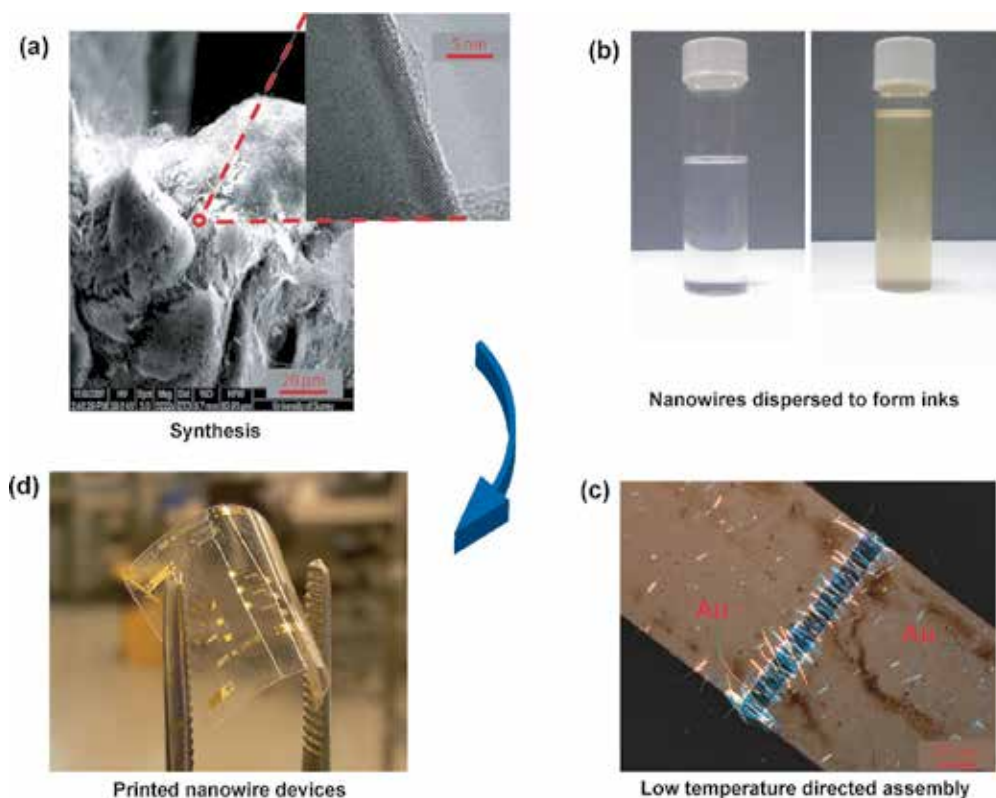 (a)
5 nm
20 μm
Synthesis
(b)
Nanowires dispersed to form inks
(d)
Printed nanowire devices
(c)
Au
Au
Low temperature directed assembly